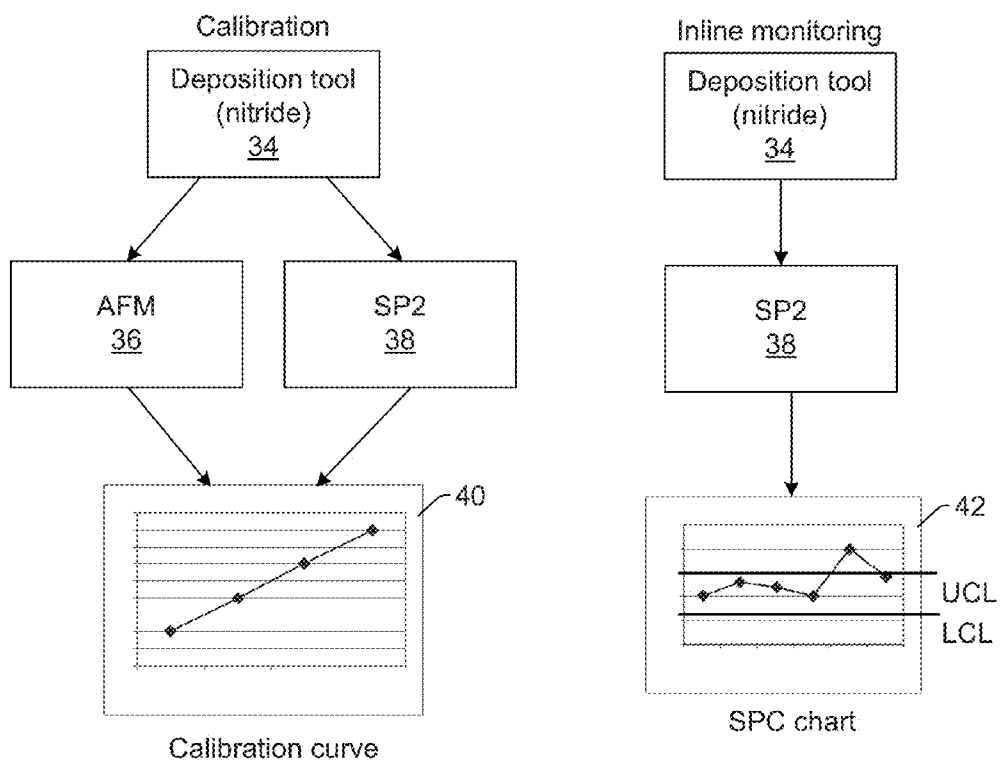 Calibration
Deposition tool
(nitride)
34
AFM
36
SP2
38
40
Calibration curve
Inline monitoring
Deposition tool
(nitride)
34
SP2
38
42
UCL
LCL
SPC chart